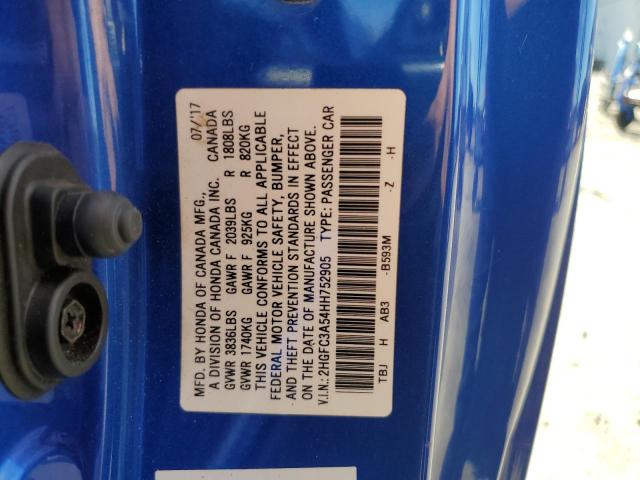 MFD. BY HONDA OF CANADA MFG., 07/'17
A DIVISION OF HONDA CANADA INC. CANADA
GVWR 3836LBS GAWR F 2039LBS R 1808LBS
GVWR 1740KG GAWR F 925KG R 820KG
THIS VEHICLE CONFORMS TO ALL APPLICABLE
FEDERAL MOTOR VEHICLE SAFETY, BUMPER,
AND THEFT PREVENTION STANDARDS IN EFFECT
ON THE DATE OF MANUFACTURE SHOWN ABOVE.
V.I.N.: 2HGFC3A54HH752905 TYPE: PASSENGER CAR
TBJ H AB3 -B593M -Z -H